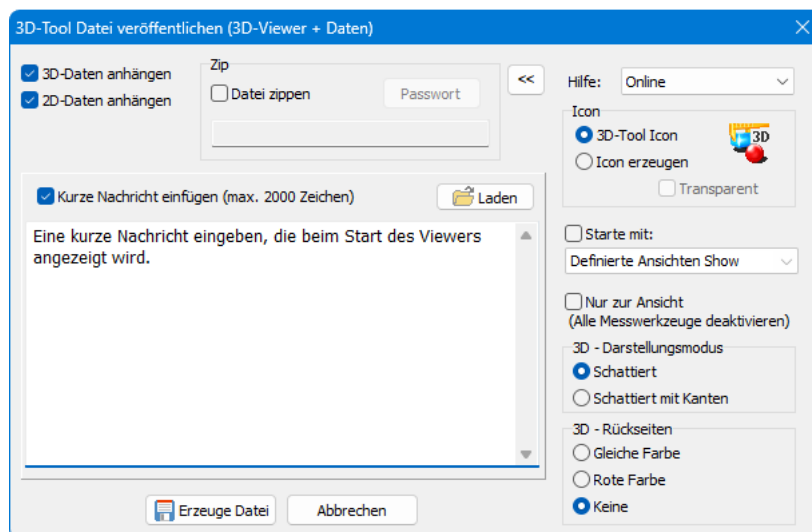 3D-Tool Datei veröffentlichen (3D-Viewer + Daten)
3D-Daten anhängen
2D-Daten anhängen
Zip
Datei zippen
Passwort
<<
Kurze Nachricht einfügen (max. 2000 Zeichen)
Laden
Eine kurze Nachricht eingeben, die beim Start des Viewers
angezeigt wird.
Erzeuge Datei
Abbrechen
Hilfe:
Online
Icon
3D-Tool Icon
3D
Icon erzeugen
Transparent
Starte mit:
Definierte Ansichten Show
Nur zur Ansicht
(Alle Messwerkzeuge deaktivieren)
3D - Darstellungsmodus
Schattiert
Schattiert mit Kanten
3D - Rückseiten
Gleiche Farbe
Rote Farbe
Keine